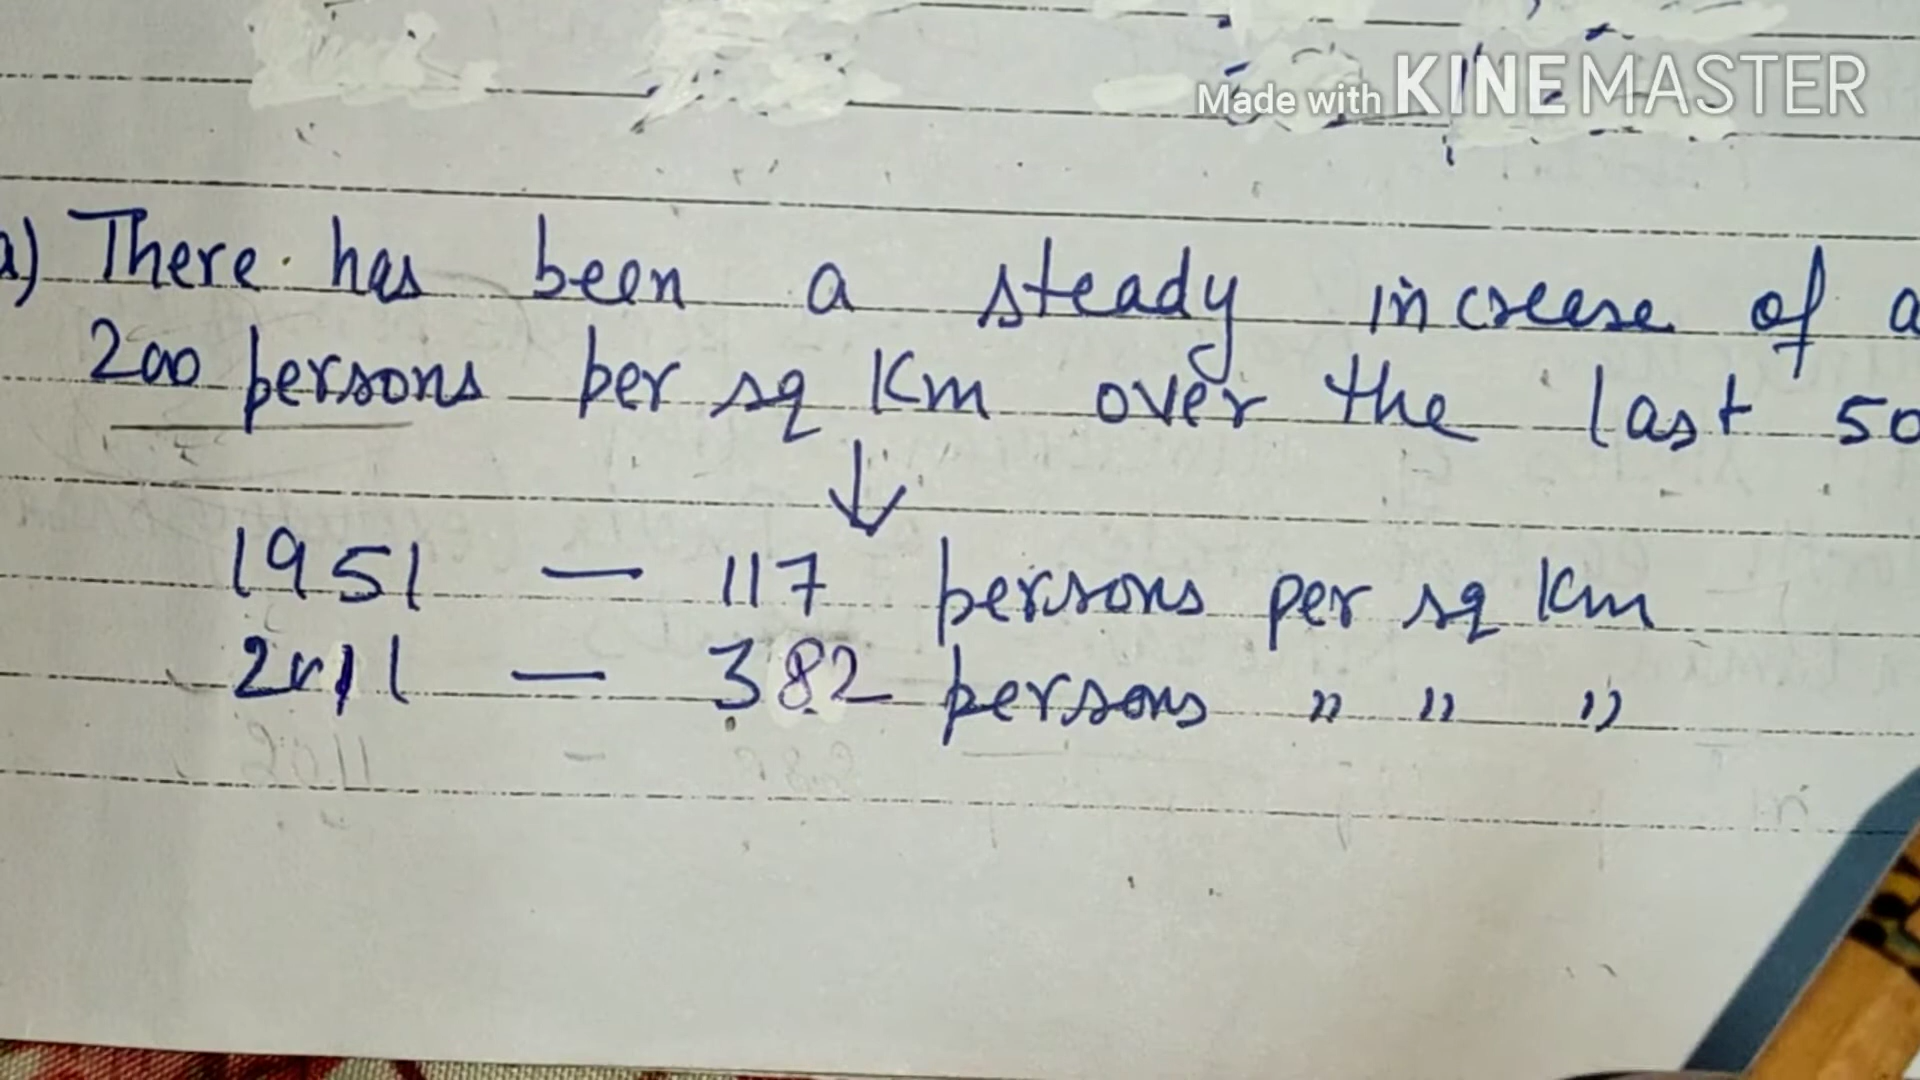 Made with KINEMASTER
a) There has been a steady increase of a
200 persons per sq Km over the last 50
1951 — 117 persons per sq Km
2011 — 382 persons " " "